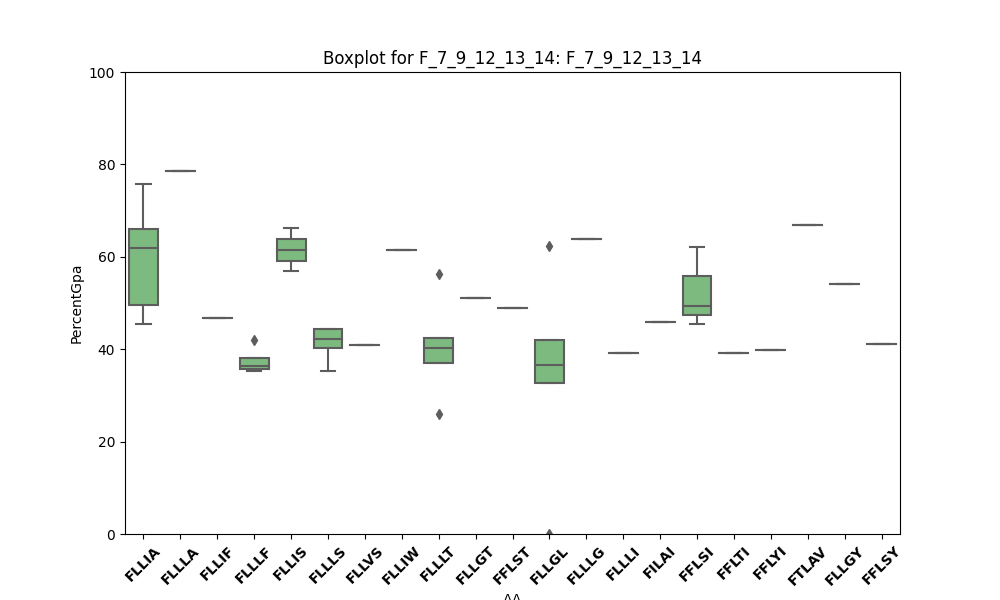 Boxplot for F_7_9_12_13_14: F_7_9_12_13_14
PercentGpa
100
80
60
40
20
0
FLLIA
FLLLA
FLLIF
FLLLF
FLLIS
FLLLS
FLLVS
FLLIW
FLLLT
FLLGT
FFLST
FLLGL
FLLLG
FLLLI
FILAI
FFLSI
FFLTI
FFLYI
FTLAV
FLLGY
FFLSY
AA